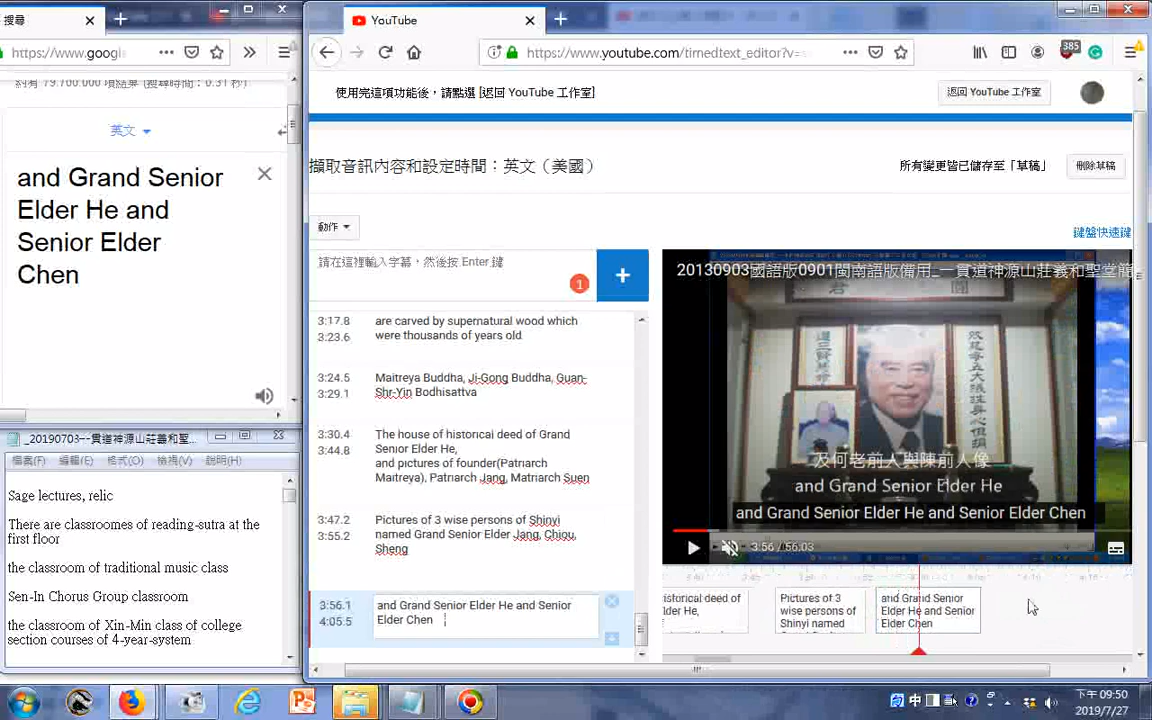 搜尋
https://www.googl
約有 79,700,000 項結果 (搜尋時間：0.31 秒)
英文
and Grand Senior
Elder He and
Senior Elder
Chen
_20190703--一貫道神源山莊義和聖...
檔案(F) 編輯(E) 格式(O) 檢視(V) 說明(H)
Sage lectures, relic
There are classroomes of reading-sutra at the
first floor
the classroom of traditional music class
Sen-In Chorus Group classroom
the classroom of Xin-Min class of college
section courses of 4-year-system
YouTube
https://www.youtube.com/timedtext_editor?v=
385
使用完這項功能後，請點選 [返回 YouTube 工作室]
返回 YouTube 工作室
擷取音訊內容和設定時間：英文（美國）
所有變更皆已儲存至「草稿」
刪除草稿
動作
鍵盤快速鍵
請在這裡輸入字幕，然後按 Enter 鍵
1
3:17.8 are carved by supernatural wood which
3:23.6 were thousands of years old
3:24.5 Maitreya Buddha, Ji-Gong Buddha, Guan-
3:29.1 Shr-Yin Bodhisattva
3:30.4 The house of historical deed of Grand
3:44.8 Senior Elder He,
and pictures of founder(Patriarch
Maitreya), Patriarch Jang, Matriarch Suen
3:47.2 Pictures of 3 wise persons of Shinyi
3:55.2 named Grand Senior Elder Jang, Chiou,
Sheng
3:56.1 and Grand Senior Elder He and Senior
4:05.5 Elder Chen
20130903國語版0901閩南語版備用_一貫道神源山莊義和聖堂簡
及何老前人與陳前人像
and Grand Senior Elder He
and Grand Senior Elder He and Senior Elder Chen
3:56 / 56:03
istorical deed of
lder He,
Pictures of 3
wise persons of
Shinyi named
and Grand Senior
Elder He and Senior
Elder Chen
中
下午 09:50
2019/7/27